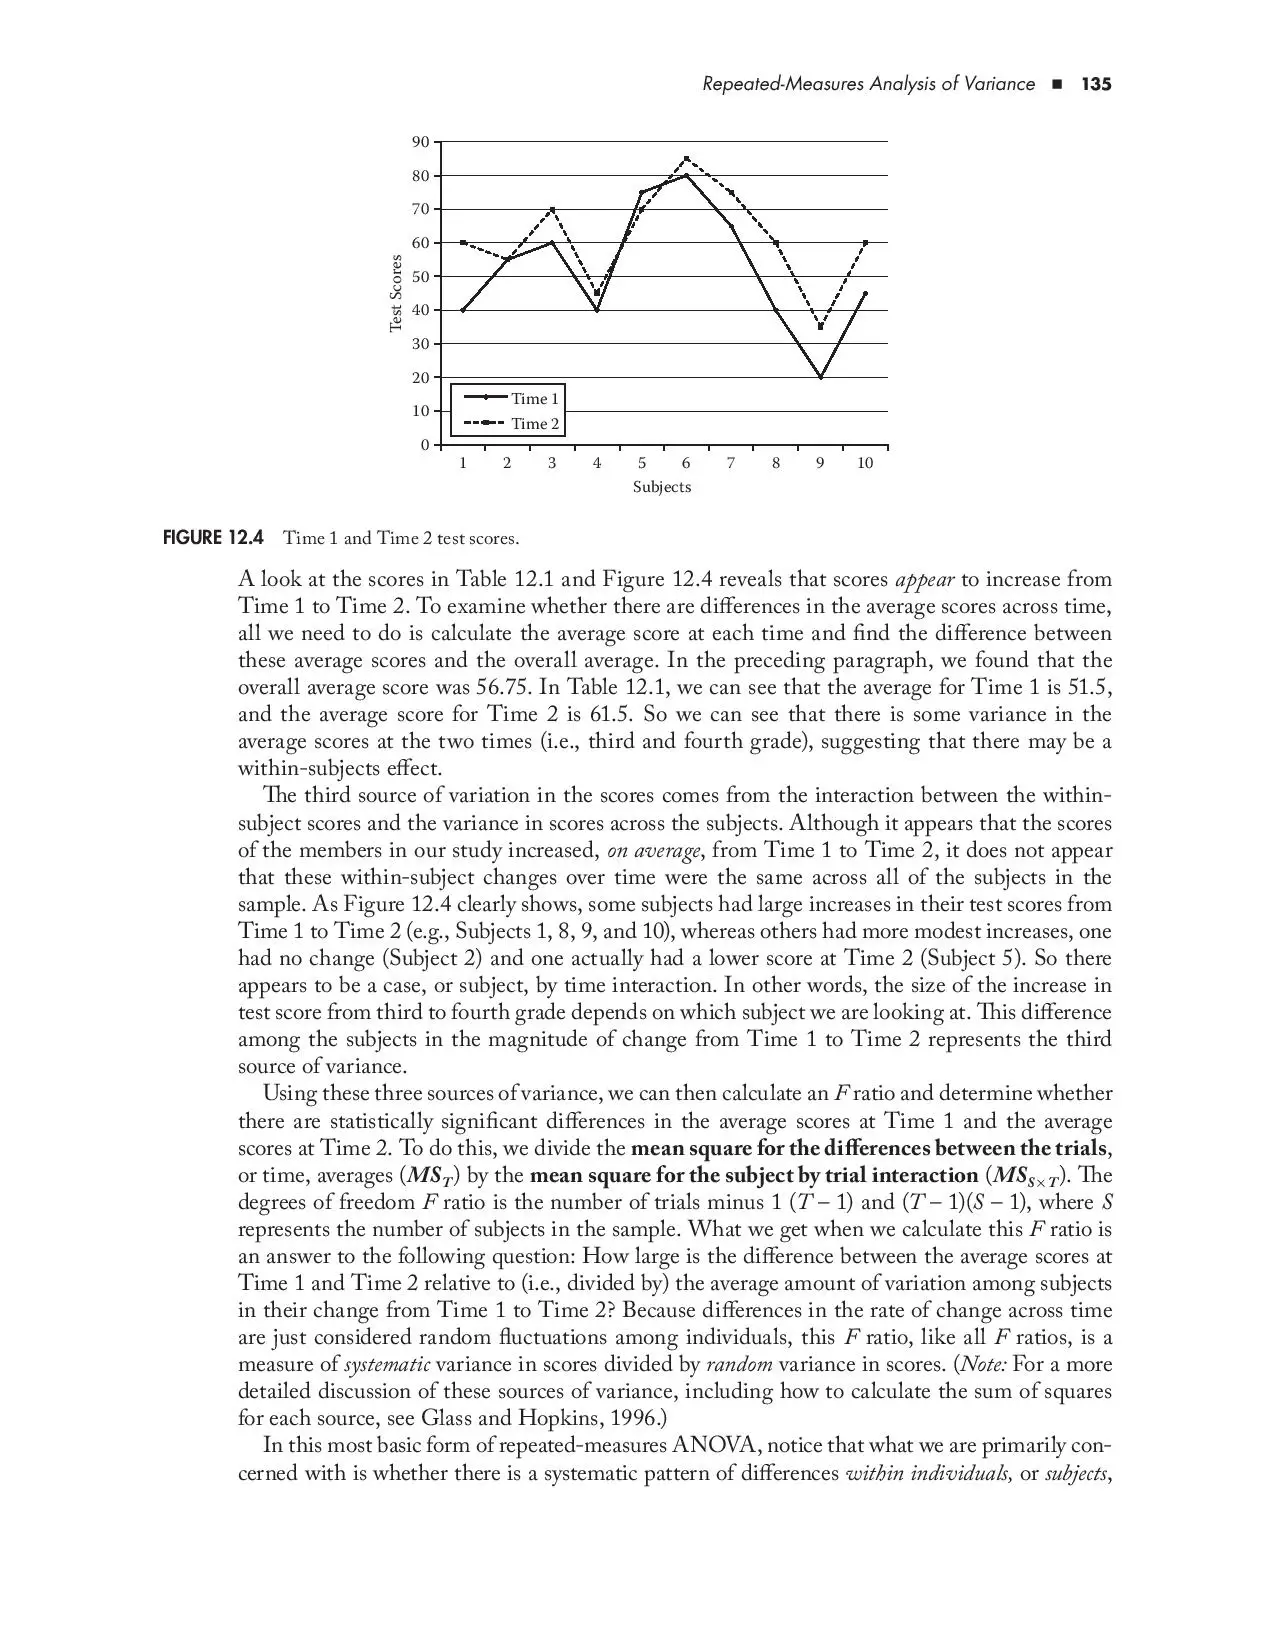 Repeated-Measures Analysis of Variance ■ 135
90
80
70
60
50
40
30
20
10
0
Test Scores
Time 1
Time 2
1 2 3 4 5 6 7 8 9 10
Subjects
FIGURE 12.4 Time 1 and Time 2 test scores.
A look at the scores in Table 12.1 and Figure 12.4 reveals that scores appear to increase from
Time 1 to Time 2. To examine whether there are differences in the average scores across time,
all we need to do is calculate the average score at each time and find the difference between
these average scores and the overall average. In the preceding paragraph, we found that the
overall average score was 56.75. In Table 12.1, we can see that the average for Time 1 is 51.5,
and the average score for Time 2 is 61.5. So we can see that there is some variance in the
average scores at the two times (i.e., third and fourth grade), suggesting that there may be a
within-subjects effect.
The third source of variation in the scores comes from the interaction between the within-
subject scores and the variance in scores across the subjects. Although it appears that the scores
of the members in our study increased, on average, from Time 1 to Time 2, it does not appear
that these within-subject changes over time were the same across all of the subjects in the
sample. As Figure 12.4 clearly shows, some subjects had large increases in their test scores from
Time 1 to Time 2 (e.g., Subjects 1, 8, 9, and 10), whereas others had more modest increases, one
had no change (Subject 2) and one actually had a lower score at Time 2 (Subject 5). So there
appears to be a case, or subject, by time interaction. In other words, the size of the increase in
test score from third to fourth grade depends on which subject we are looking at. This difference
among the subjects in the magnitude of change from Time 1 to Time 2 represents the third
source of variance.
Using these three sources of variance, we can then calculate an F ratio and determine whether
there are statistically significant differences in the average scores at Time 1 and the average
scores at Time 2. To do this, we divide the mean square for the differences between the trials,
or time, averages (MST) by the mean square for the subject by trial interaction (MSS×T). The
degrees of freedom F ratio is the number of trials minus 1 (T – 1) and (T – 1)(S – 1), where S
represents the number of subjects in the sample. What we get when we calculate this F ratio is
an answer to the following question: How large is the difference between the average scores at
Time 1 and Time 2 relative to (i.e., divided by) the average amount of variation among subjects
in their change from Time 1 to Time 2? Because differences in the rate of change across time
are just considered random fluctuations among individuals, this F ratio, like all F ratios, is a
measure of systematic variance in scores divided by random variance in scores. (Note: For a more
detailed discussion of these sources of variance, including how to calculate the sum of squares
for each source, see Glass and Hopkins, 1996.)
In this most basic form of repeated-measures ANOVA, notice that what we are primarily con-
cerned with is whether there is a systematic pattern of differences within individuals, or subjects,